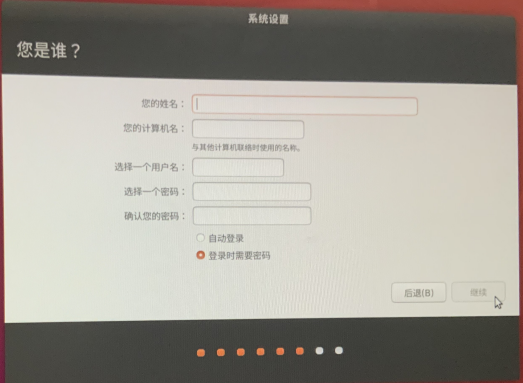 系统设置
您是谁？
您的姓名：
您的计算机名：
与其他计算机联络时使用的名称。
选择一个用户名：
选择一个密码：
确认您的密码：
自动登录
登录时需要密码
后退(B)
继续